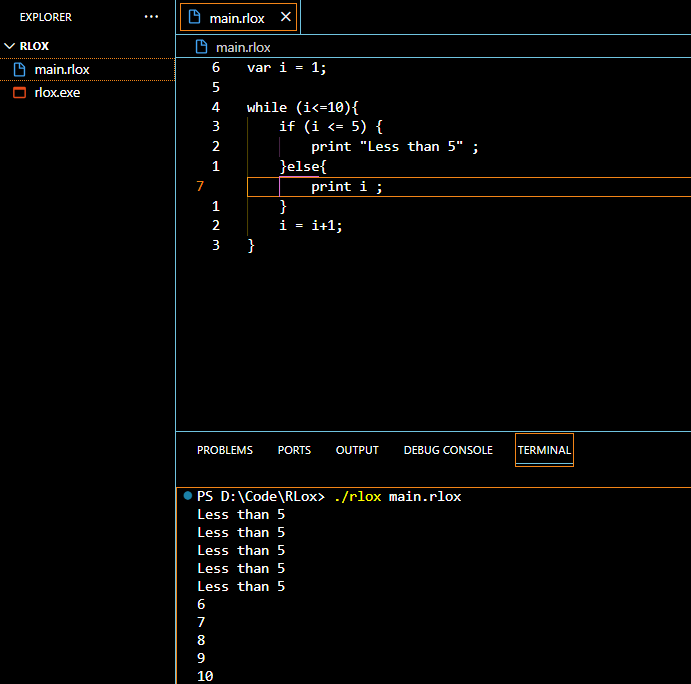 EXPLORER ...
RLOX
main.rlox
rlox.exe
main.rlox
main.rlox
6 var i = 1;
5
4 while (i<=10){
3 if (i <= 5) {
2 print "Less than 5" ;
1 }else{
7 print i ;
1 }
2 i = i+1;
3 }
PROBLEMS PORTS OUTPUT DEBUG CONSOLE TERMINAL
PS D:\Code\RLox> ./rlox main.rlox
Less than 5
Less than 5
Less than 5
Less than 5
Less than 5
6
7
8
9
10